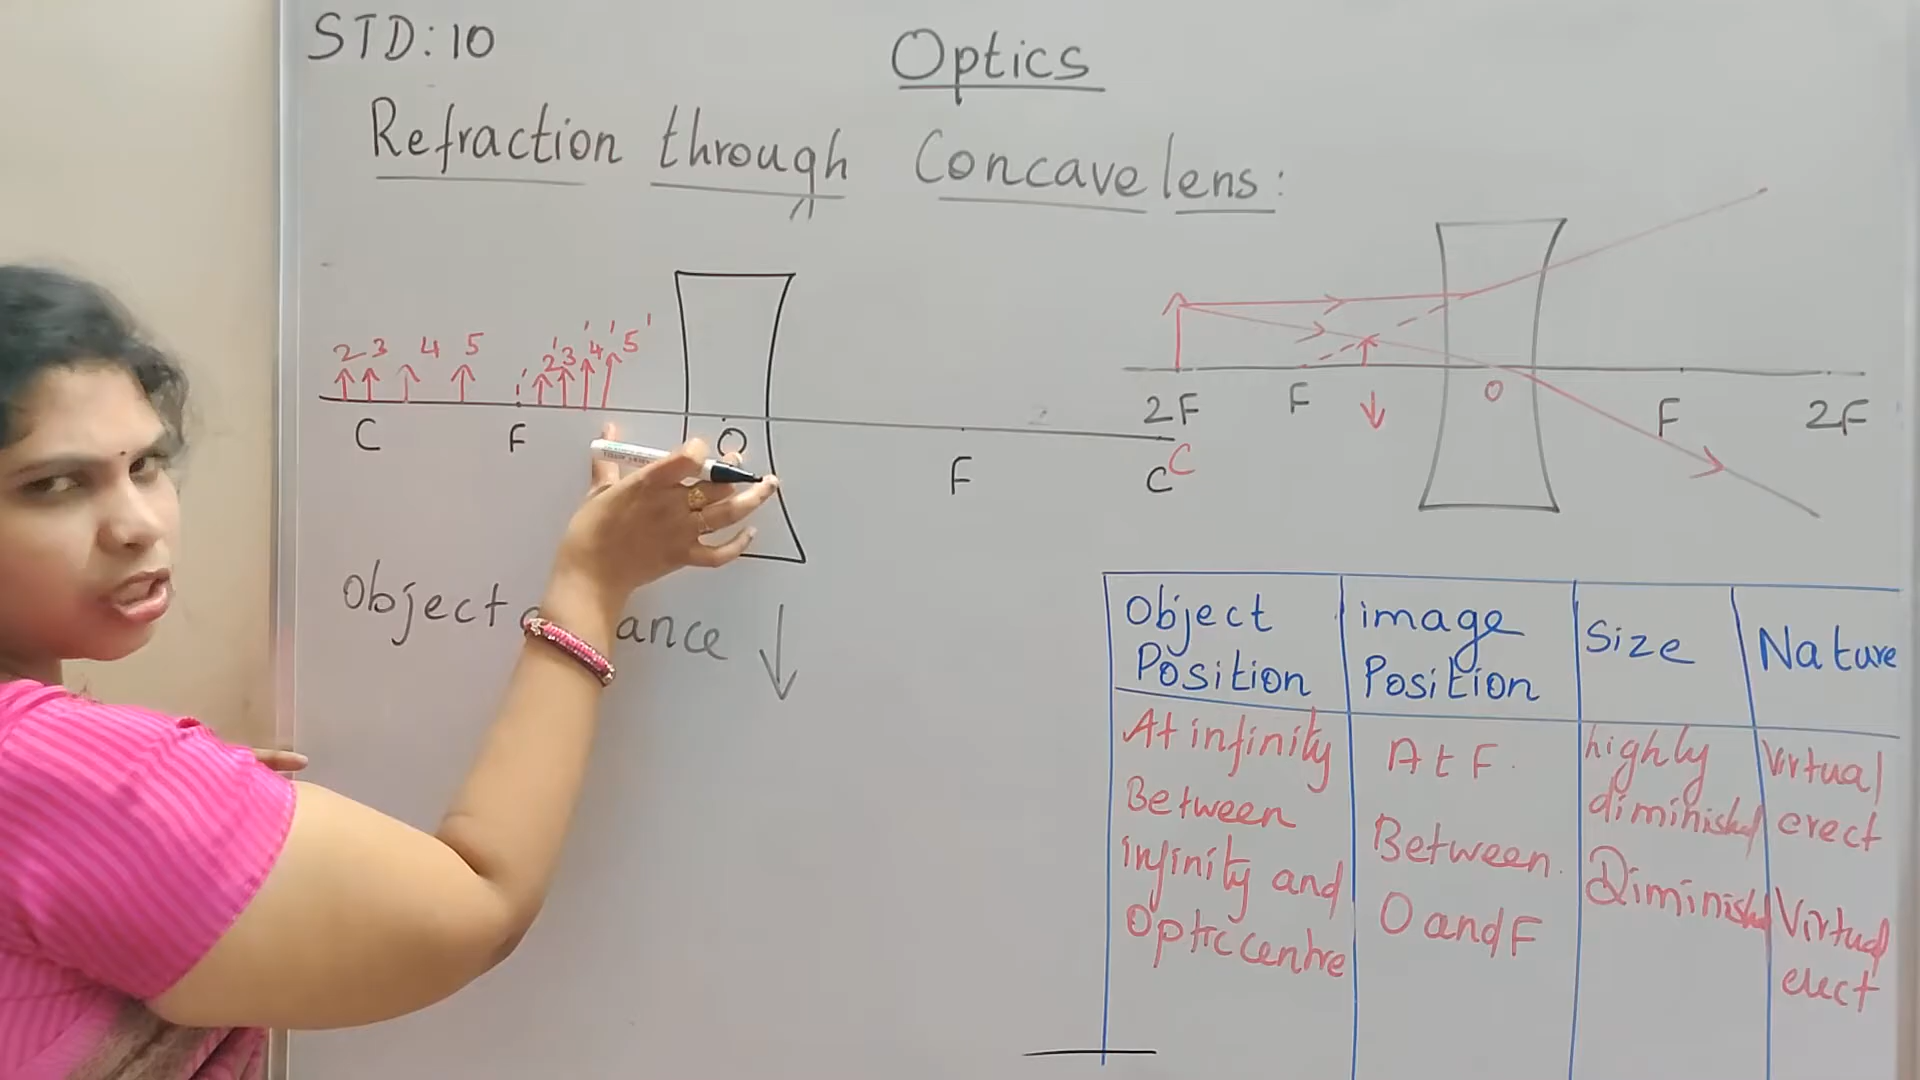 STD: 10
Optics
Refraction through Concave lens:
2 3 4 5 1' 2' 3' 4' 5'
C F O F C
2F F O F 2F
C
Object ance ↓
Object Position
image Position
Size
Nature
At infinity
At F.
highly diminished
Virtual erect
Between infinity and Optic centre
Between O and F
Diminished
Virtual erect